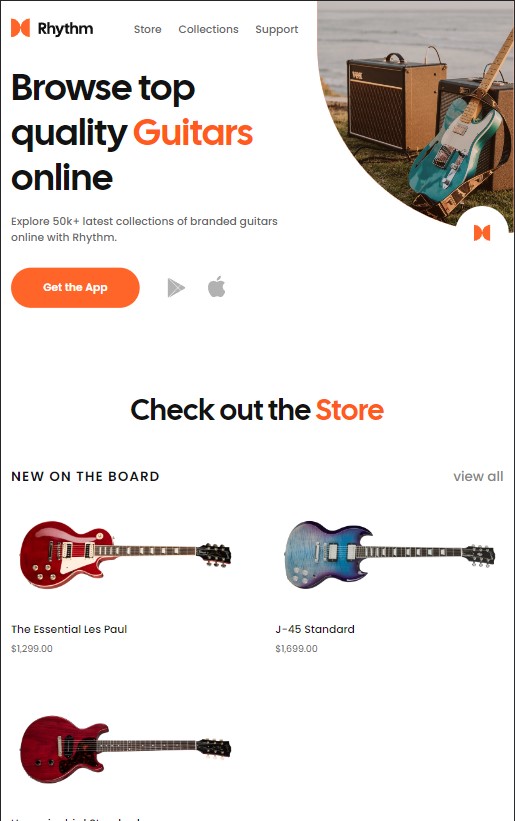 Rhythm
Store
Collections
Support
Browse top
quality Guitars
online
Explore 50k+ latest collections of branded guitars
online with Rhythm.
Get the App
Check out the Store
NEW ON THE BOARD
view all
The Essential Les Paul
J-45 Standard
$1,299.00
$1,699.00